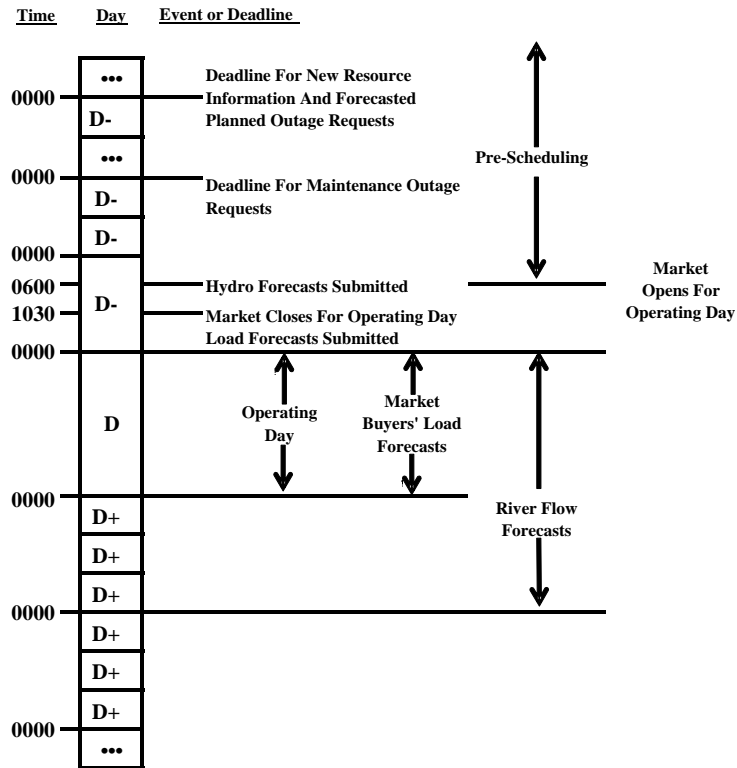 Time Day Event or Deadline
•••
Deadline For New Resource
0000
Information And Forecasted
D-
Planned Outage Requests
•••
Pre-Scheduling
0000
Deadline For Maintenance Outage
D-
Requests
D-
0000
0600
Hydro Forecasts Submitted
D-
1030
Market Closes For Operating Day
Load Forecasts Submitted
Market
Opens For
Operating Day
0000
D
Operating
Day
Market
Buyers' Load
Forecasts
0000
D+
River Flow
Forecasts
D+
D+
0000
D+
D+
D+
0000
•••